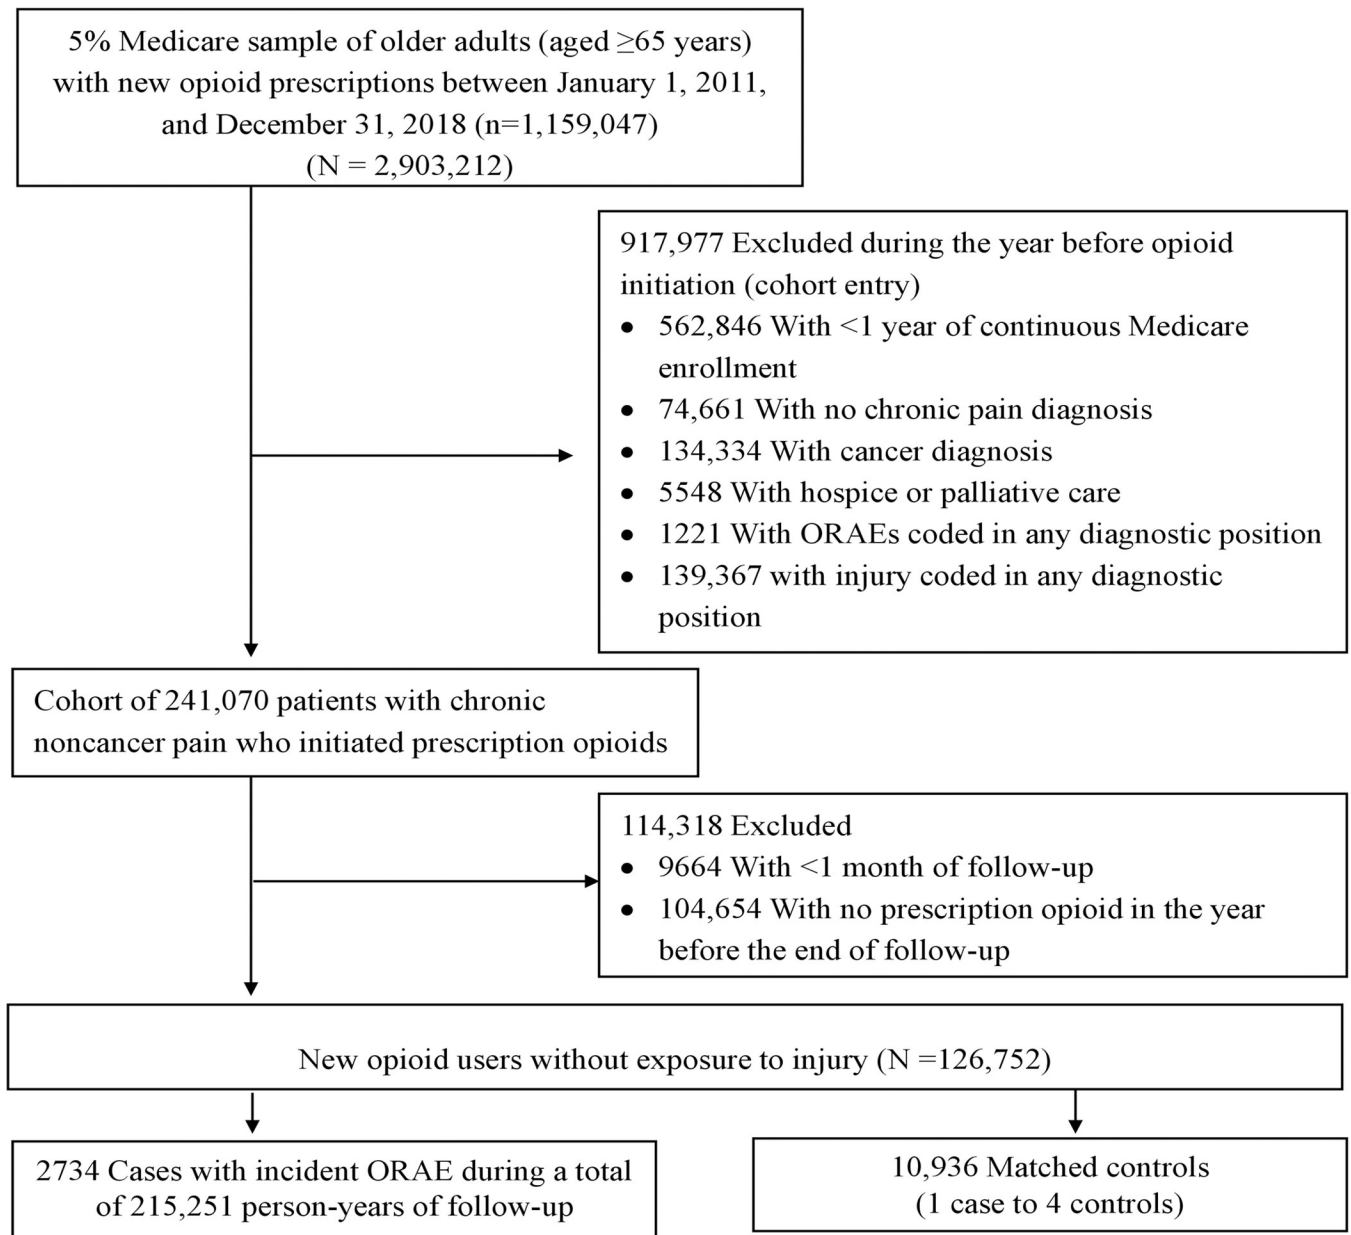 5% Medicare sample of older adults (aged ≥65 years)
with new opioid prescriptions between January 1, 2011,
and December 31, 2018 (n=1,159,047)
(N = 2,903,212)
917,977 Excluded during the year before opioid
initiation (cohort entry)
• 562,846 With <1 year of continuous Medicare
enrollment
• 74,661 With no chronic pain diagnosis
• 134,334 With cancer diagnosis
• 5548 With hospice or palliative care
• 1221 With ORAEs coded in any diagnostic position
• 139,367 with injury coded in any diagnostic
position
Cohort of 241,070 patients with chronic
noncancer pain who initiated prescription opioids
114,318 Excluded
• 9664 With <1 month of follow-up
• 104,654 With no prescription opioid in the year
before the end of follow-up
New opioid users without exposure to injury (N =126,752)
2734 Cases with incident ORAE during a total
of 215,251 person-years of follow-up
10,936 Matched controls
(1 case to 4 controls)